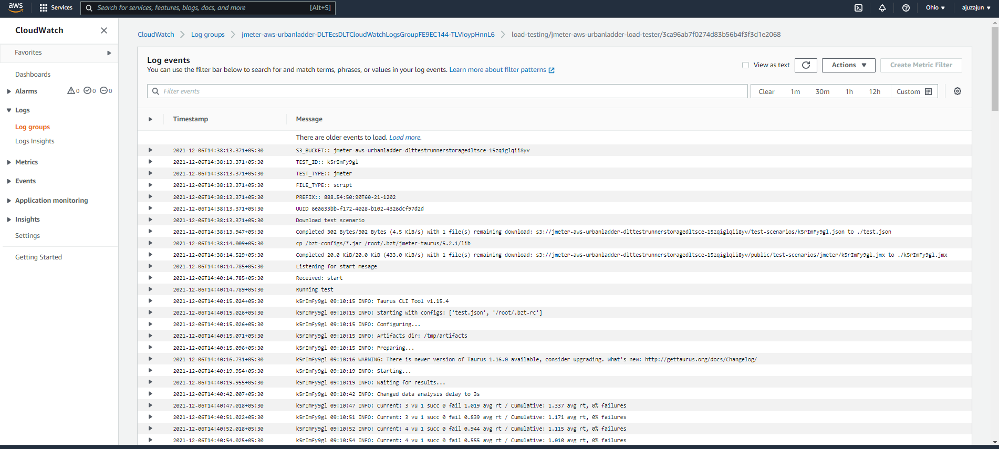 aws Services Search for services, features, blogs, docs, and more [Alt+S] Ohio ajuzajun
CloudWatch
Favorites
Dashboards
Alarms 0 0 0
Logs
Log groups
Logs Insights
Metrics
Events
Application monitoring
Insights
Settings
Getting Started
CloudWatch Log groups jmeter-aws-urbanladder-DLTEcsDLTCloudWatchLogsGroupFE9EC144-TLVioypHnnL6 load-testing/jmeter-aws-urbanladder-load-tester/3ca96ab7f0274d83b56b4f3f3d1e2068
Log events
You can use the filter bar below to search for and match terms, phrases, or values in your log events. Learn more about filter patterns
View as text Actions Create Metric Filter
Filter events Clear 1m 30m 1h 12h Custom
Timestamp Message
There are older events to load. Load more.
2021-12-06T14:38:13.371+05:30 S3_BUCKET:: jmeter-aws-urbanladder-dlttestrunnerstoragedltsce-15zqiglqii8yv
2021-12-06T14:38:13.371+05:30 TEST_ID:: k5rImFy9gl
2021-12-06T14:38:13.371+05:30 TEST_TYPE:: jmeter
2021-12-06T14:38:13.371+05:30 FILE_TYPE:: script
2021-12-06T14:38:13.371+05:30 PREFIX:: 888.54:50:90T60-21-1202
2021-12-06T14:38:13.371+05:30 UUID 6ea633bb-f172-4028-b102-4326dcf97d2d
2021-12-06T14:38:13.371+05:30 Download test scenario
2021-12-06T14:38:13.947+05:30 Completed 302 Bytes/302 Bytes (4.5 KiB/s) with 1 file(s) remaining download: s3://jmeter-aws-urbanladder-dlttestrunnerstoragedltsce-15zqiglqii8yv/test-scenarios/k5rImFy9gl.json to ./test.json
2021-12-06T14:38:14.009+05:30 cp /bzt-configs/*.jar /root/.bzt/jmeter-taurus/5.2.1/lib
2021-12-06T14:38:14.529+05:30 Completed 20.0 KiB/20.0 KiB (433.0 KiB/s) with 1 file(s) remaining download: s3://jmeter-aws-urbanladder-dlttestrunnerstoragedltsce-15zqiglqii8yv/public/test-scenarios/jmeter/k5rImFy9gl.jmx to ./k5rImFy9gl.jmx
2021-12-06T14:40:14.785+05:30 Listening for start mesage
2021-12-06T14:40:14.785+05:30 Received: start
2021-12-06T14:40:14.789+05:30 Running test
2021-12-06T14:40:15.024+05:30 k5rImFy9gl 09:10:15 INFO: Taurus CLI Tool v1.15.4
2021-12-06T14:40:15.026+05:30 k5rImFy9gl 09:10:15 INFO: Starting with configs: ['test.json', '/root/.bzt-rc']
2021-12-06T14:40:15.026+05:30 k5rImFy9gl 09:10:15 INFO: Configuring...
2021-12-06T14:40:15.071+05:30 k5rImFy9gl 09:10:15 INFO: Artifacts dir: /tmp/artifacts
2021-12-06T14:40:15.096+05:30 k5rImFy9gl 09:10:15 INFO: Preparing...
2021-12-06T14:40:16.731+05:30 k5rImFy9gl 09:10:16 WARNING: There is newer version of Taurus 1.16.0 available, consider upgrading. What's new: http://gettaurus.org/docs/Changelog/
2021-12-06T14:40:19.954+05:30 k5rImFy9gl 09:10:19 INFO: Starting...
2021-12-06T14:40:19.955+05:30 k5rImFy9gl 09:10:19 INFO: Waiting for results...
2021-12-06T14:40:42.007+05:30 k5rImFy9gl 09:10:42 INFO: Changed data analysis delay to 3s
2021-12-06T14:40:47.018+05:30 k5rImFy9gl 09:10:47 INFO: Current: 3 vu 1 succ 0 fail 1.019 avg rt / Cumulative: 1.337 avg rt, 0% failures
2021-12-06T14:40:51.022+05:30 k5rImFy9gl 09:10:51 INFO: Current: 3 vu 1 succ 0 fail 0.839 avg rt / Cumulative: 1.171 avg rt, 0% failures
2021-12-06T14:40:52.018+05:30 k5rImFy9gl 09:10:52 INFO: Current: 4 vu 1 succ 0 fail 0.944 avg rt / Cumulative: 1.115 avg rt, 0% failures
2021-12-06T14:40:54.025+05:30 k5rImFy9gl 09:10:54 INFO: Current: 4 vu 1 succ 0 fail 0.555 avg rt / Cumulative: 1.010 avg rt, 0% failures